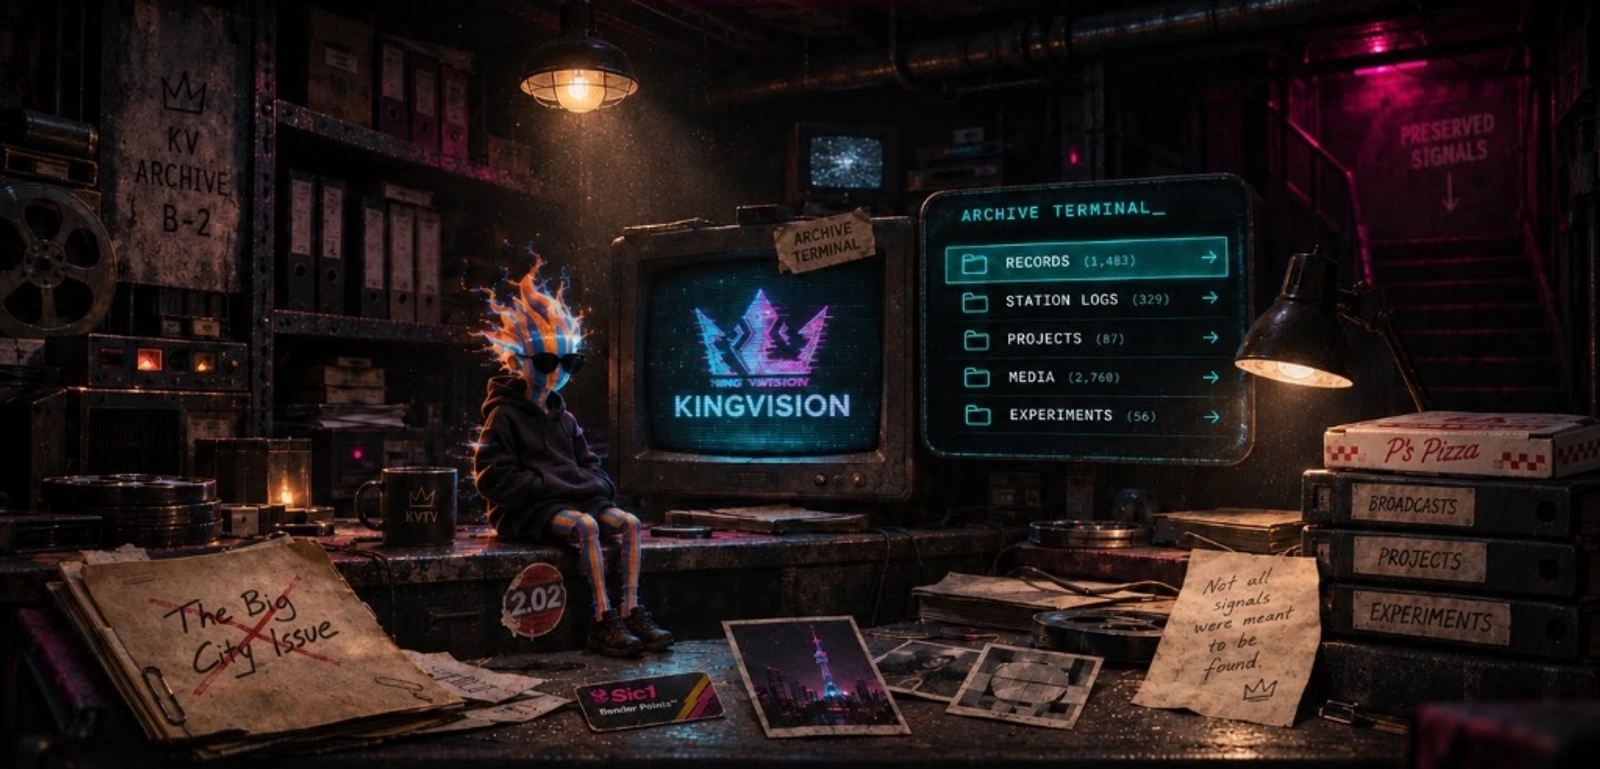 KV
ARCHIVE
B-2
PRESERVED
SIGNALS
ARCHIVE
TERMINAL
KINGVISION
ARCHIVE TERMINAL_
RECORDS (1,483)
STATION LOGS (329)
PROJECTS (87)
MEDIA (2,760)
EXPERIMENTS (56)
KVTV
2.02
The Big
City Issue
Sic1
Bender Points™
Not all
signals
were meant
to be
found.
P's Pizza
BROADCASTS
PROJECTS
EXPERIMENTS